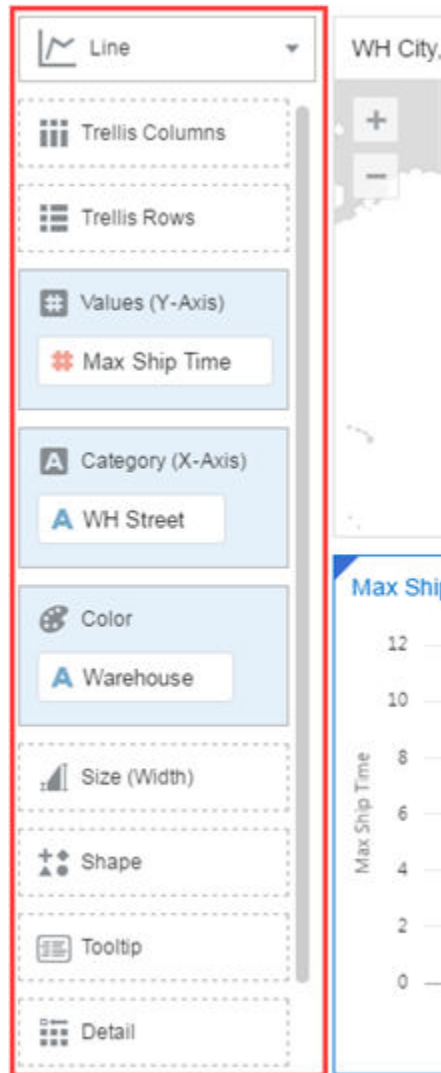 Line
Trellis Columns
Trellis Rows
Values (Y-Axis)
# Max Ship Time
A Category (X-Axis)
A WH Street
Color
A Warehouse
Size (Width)
Shape
Tooltip
Detail
WH City,
+
−
Max Ship
12
10
8
6
4
2
0
Max Ship Time